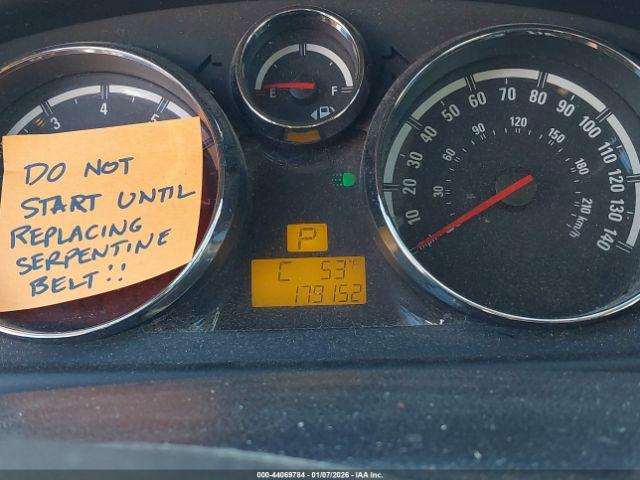 DO NOT
START UNTIL
REPLACING
SERPENTINE
BELT!!
3
4
5
E
F
10
20
30
40
50
60
70
80
90
100
110
120
130
140
30
60
90
120
150
180
210 km/h
P
C 53°F
179152
000-44069784 - 01/07/2026 - IAA Inc.